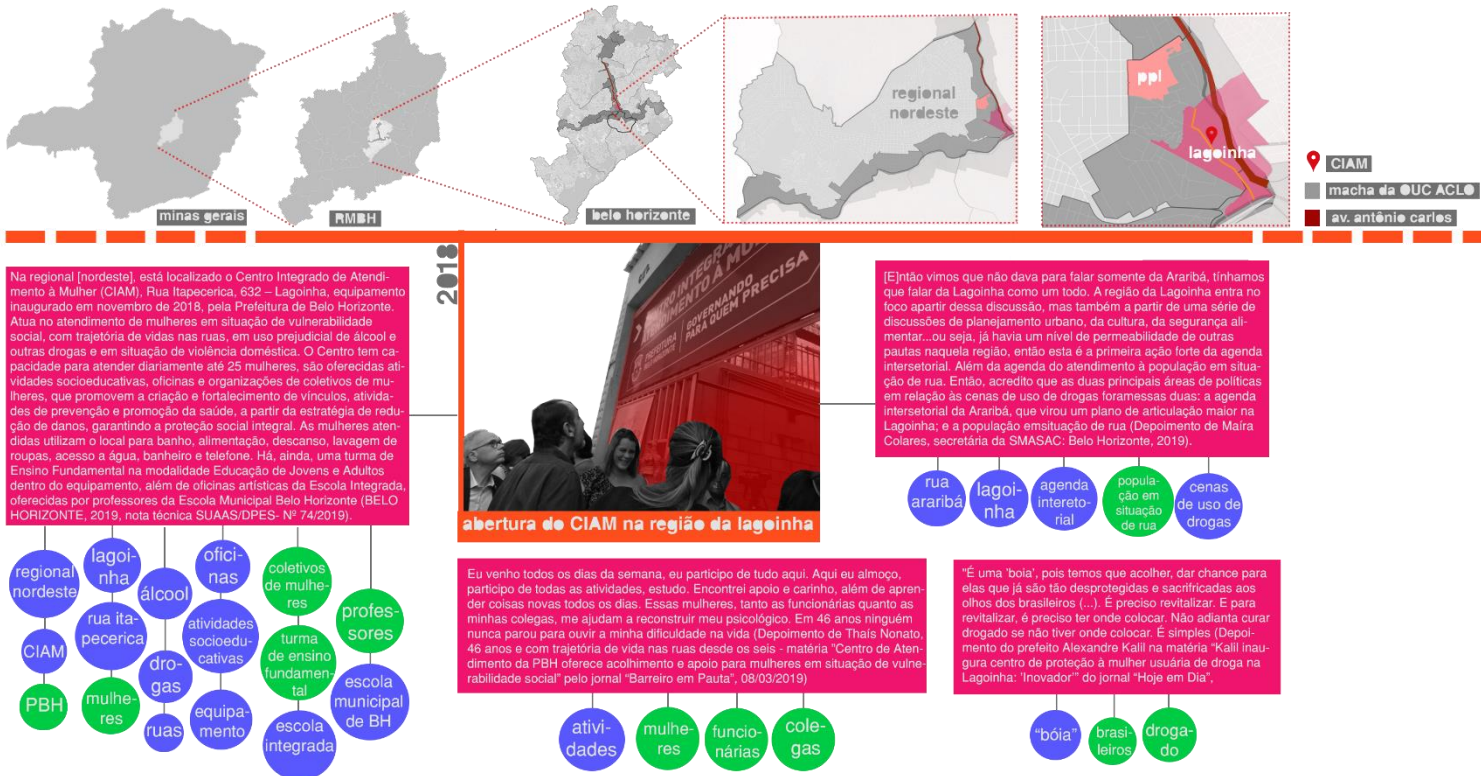 minas gerais
RMBH
belo horizonte
regional
nordeste
ppl
lagoinha
CIAM
macha da OUC ACLO
av. antônio carlos
2018
Na regional [nordeste], está localizado o Centro Integrado de Atendi-
mento à Mulher (CIAM), Rua Itapecerica, 632 – Lagoinha, equipamento
inaugurado em novembro de 2018, pela Prefeitura de Belo Horizonte.
Atua no atendimento de mulheres em situação de vulnerabilidade
social, com trajetória de vidas nas ruas, em uso prejudicial de álcool e
outras drogas e em situação de violência doméstica. O Centro tem ca-
pacidade para atender diariamente até 25 mulheres, são oferecidas ati-
vidades socioeducativas, oficinas e organizações de coletivos de mu-
lheres, que promovem a criação e fortalecimento de vínculos, ativida-
des de prevenção e promoção da saúde, a partir da estratégia de redu-
ção de danos, garantindo a proteção social integral. As mulheres aten-
didas utilizam o local para banho, alimentação, descanso, lavagem de
roupas, acesso a água, banheiro e telefone. Há, ainda, uma turma de
Ensino Fundamental na modalidade Educação de Jovens e Adultos
dentro do equipamento, além de oficinas artísticas da Escola Integrada,
oferecidas por professores da Escola Municipal Belo Horizonte (BELO
HORIZONTE, 2019, nota técnica SUAAS/DPES- Nº 74/2019).
regional
nordeste
CIAM
PBH
lagoi-
nha
rua ita-
pecerica
mulhe-
res
álcool
dro-
gas
ruas
ofici-
nas
atividades
socioedu-
cativas
equipa-
mento
coletivos
de mulhe-
res
turma
de ensino
fundamen-
tal
escola
integrada
profes-
sores
escola
municipal
de BH
CENTRO INTEGRA
DIMENTO À MU
PREFEITURA
BELO HORIZONTE
GOVERNANDO
PARA QUEM PRECISA
abertura do CIAM na região da lagoinha
[E]ntão vimos que não dava para falar somente da Araribá, tínhamos
que falar da Lagoinha como um todo. A região da Lagoinha entra no
foco apartir dessa discussão, mas também a partir de uma série de
discussões de planejamento urbano, da cultura, da segurança ali-
mentar...ou seja, já havia um nível de permeabilidade de outras
pautas naquela região, então esta é a primeira ação forte da agenda
intersetorial. Além da agenda do atendimento à população em situa-
ção de rua. Então, acredito que as duas principais áreas de políticas
em relação às cenas de uso de drogas foramessas duas: a agenda
intersetorial da Araribá, que virou um plano de articulação maior na
Lagoinha; e a população emsituação de rua (Depoimento de Maíra
Colares, secretária da SMASAC: Belo Horizonte, 2019).
rua
araribá
lagoi-
nha
agenda
intereto-
rial
popula-
ção em
situação
de rua
cenas
de uso de
drogas
Eu venho todos os dias da semana, eu participo de tudo aqui. Aqui eu almoço,
participo de todas as atividades, estudo. Encontrei apoio e carinho, além de apren-
der coisas novas todos os dias. Essas mulheres, tanto as funcionárias quanto as
minhas colegas, me ajudam a reconstruir meu psicológico. Em 46 anos ninguém
nunca parou para ouvir a minha dificuldade na vida (Depoimento de Thaís Nonato,
46 anos e com trajetória de vida nas ruas desde os seis - matéria "Centro de Aten-
dimento da PBH oferece acolhimento e apoio para mulheres em situação de vulne-
rabilidade social" pelo jornal "Barreiro em Pauta", 08/03/2019)
ativi-
dades
mulhe-
res
funcio-
nárias
cole-
gas
"É uma 'boia', pois temos que acolher, dar chance para
elas que já são tão desprotegidas e sacrifricadas aos
olhos dos brasileiros (...). É preciso revitalizar. E para
revitalizar, é preciso ter onde colocar. Não adianta curar
drogado se não tiver onde colocar. É simples (Depoi-
mento do prefeito Alexandre Kalil na matéria "Kalil inau-
gura centro de proteção à mulher usuária de droga na
Lagoinha: 'Inovador'" do jornal "Hoje em Dia",
"bóia"
brasi-
leiros
droga-
do